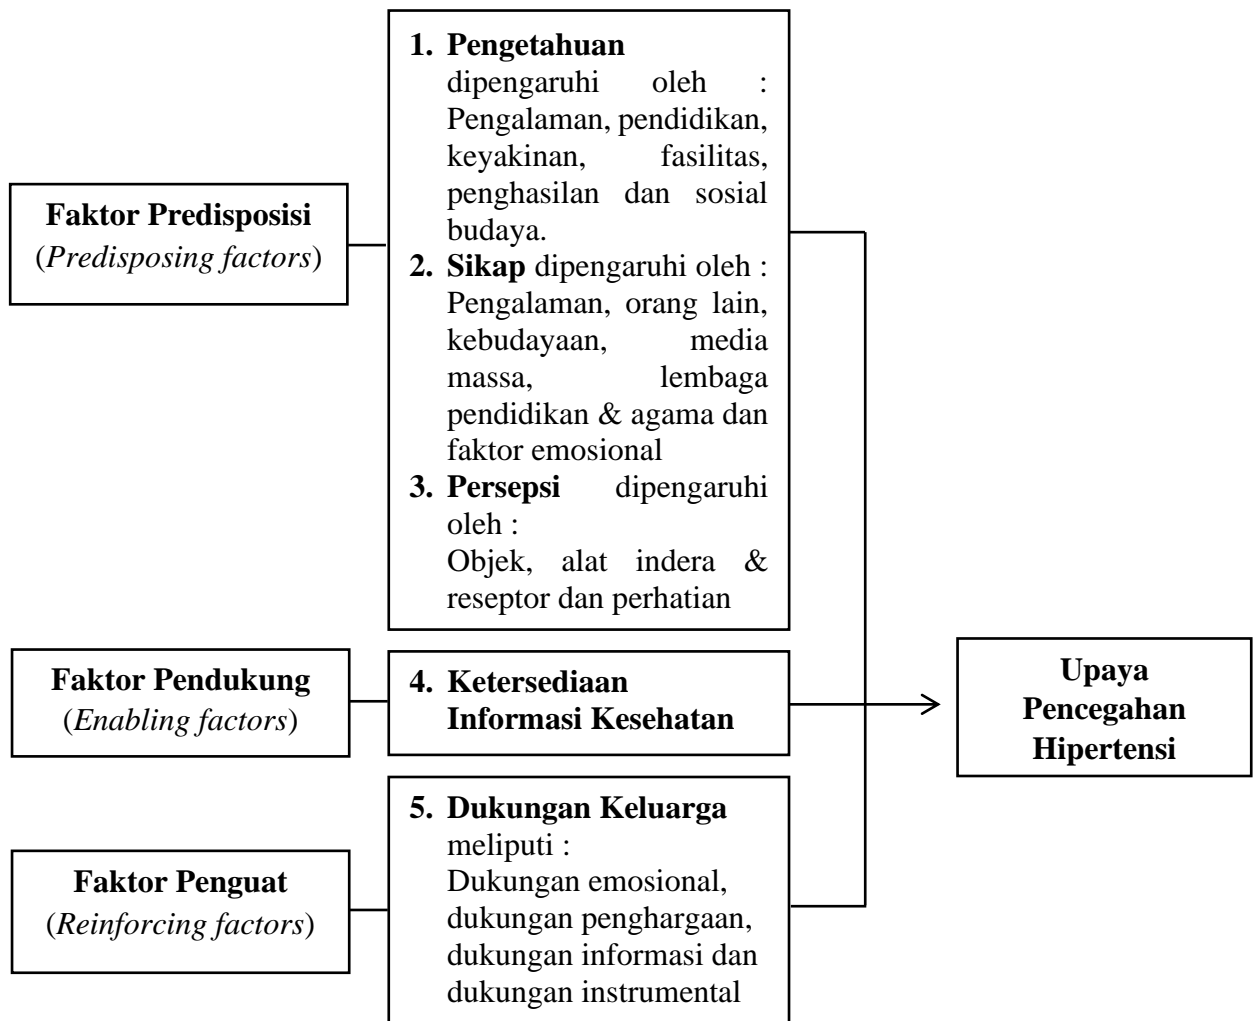 Faktor Predisposisi
(Predisposing factors)
1. Pengetahuan
dipengaruhi oleh :
Pengalaman, pendidikan,
keyakinan, fasilitas,
penghasilan dan sosial
budaya.
2. Sikap dipengaruhi oleh :
Pengalaman, orang lain,
kebudayaan, media
massa, lembaga
pendidikan & agama dan
faktor emosional
3. Persepsi dipengaruhi
oleh :
Objek, alat indera &
reseptor dan perhatian
Faktor Pendukung
(Enabling factors)
4. Ketersediaan
Informasi Kesehatan
Faktor Penguat
(Reinforcing factors)
5. Dukungan Keluarga
meliputi :
Dukungan emosional,
dukungan penghargaan,
dukungan informasi dan
dukungan instrumental
Upaya
Pencegahan
Hipertensi